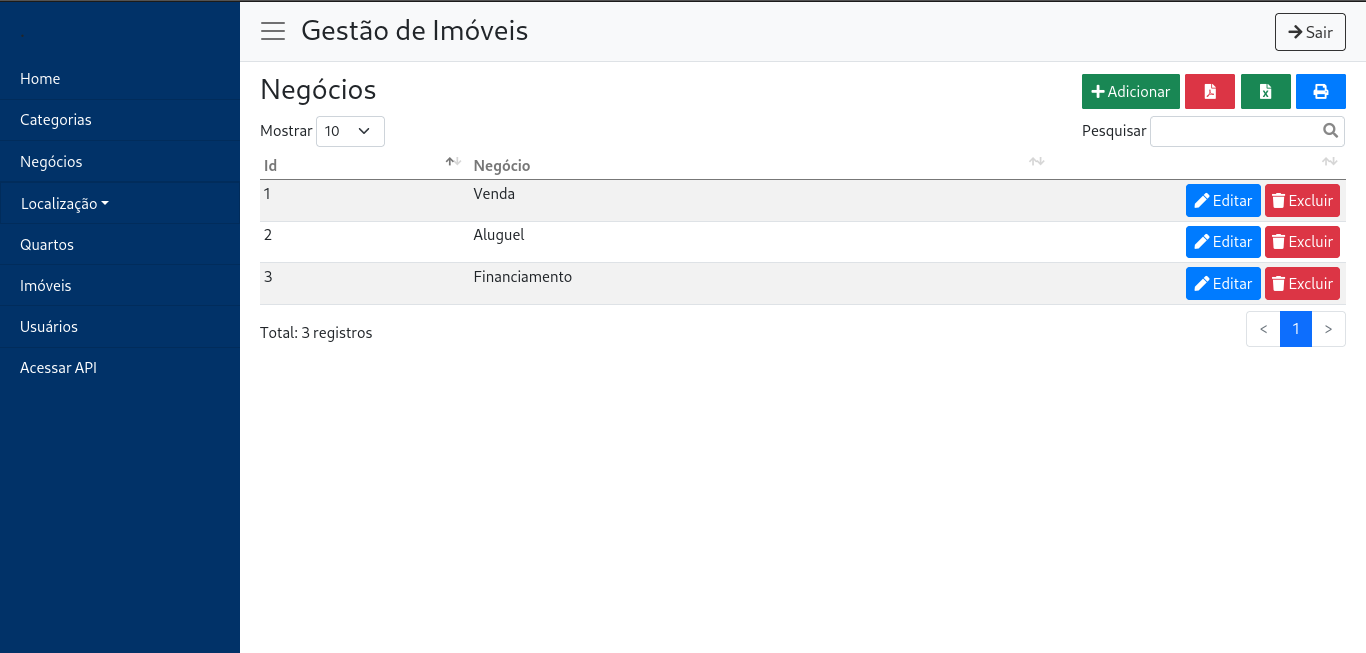 Gestão de Imóveis
Sair
Home
Categorias
Negócios
Localização
Quartos
Imóveis
Usuários
Acessar API
Negócios
Adicionar
Mostrar 10
Pesquisar
Id Negócio
1 Venda Editar Excluir
2 Aluguel Editar Excluir
3 Financiamento Editar Excluir
Total: 3 registros
< 1 >